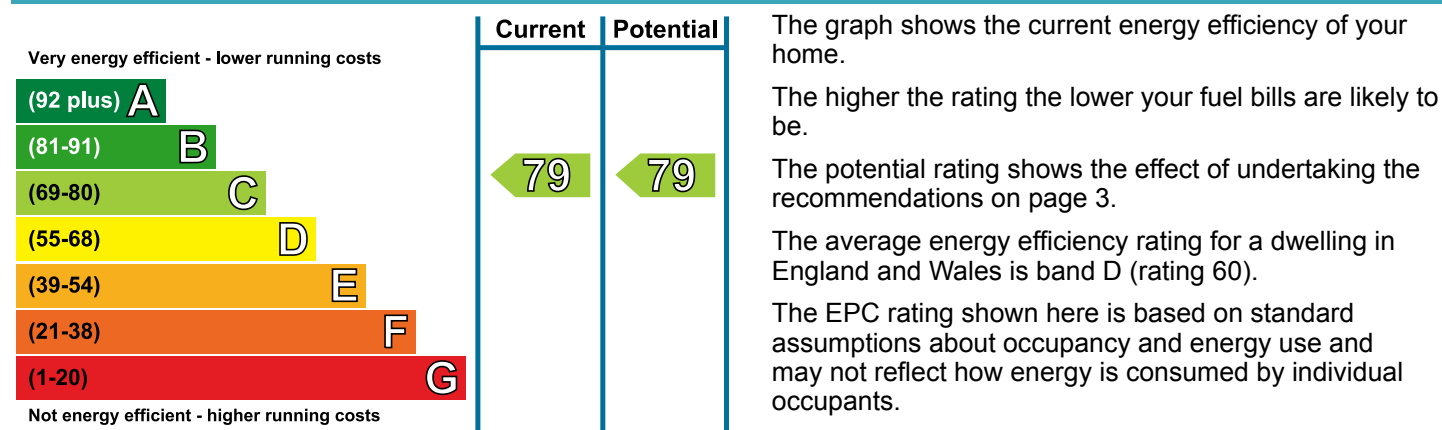 Current Potential
Very energy efficient - lower running costs
(92 plus) A
(81-91) B
(69-80) C
(55-68) D
(39-54) E
(21-38) F
(1-20) G
Not energy efficient - higher running costs
79 79
The graph shows the current energy efficiency of your
home.
The higher the rating the lower your fuel bills are likely to
be.
The potential rating shows the effect of undertaking the
recommendations on page 3.
The average energy efficiency rating for a dwelling in
England and Wales is band D (rating 60).
The EPC rating shown here is based on standard
assumptions about occupancy and energy use and
may not reflect how energy is consumed by individual
occupants.